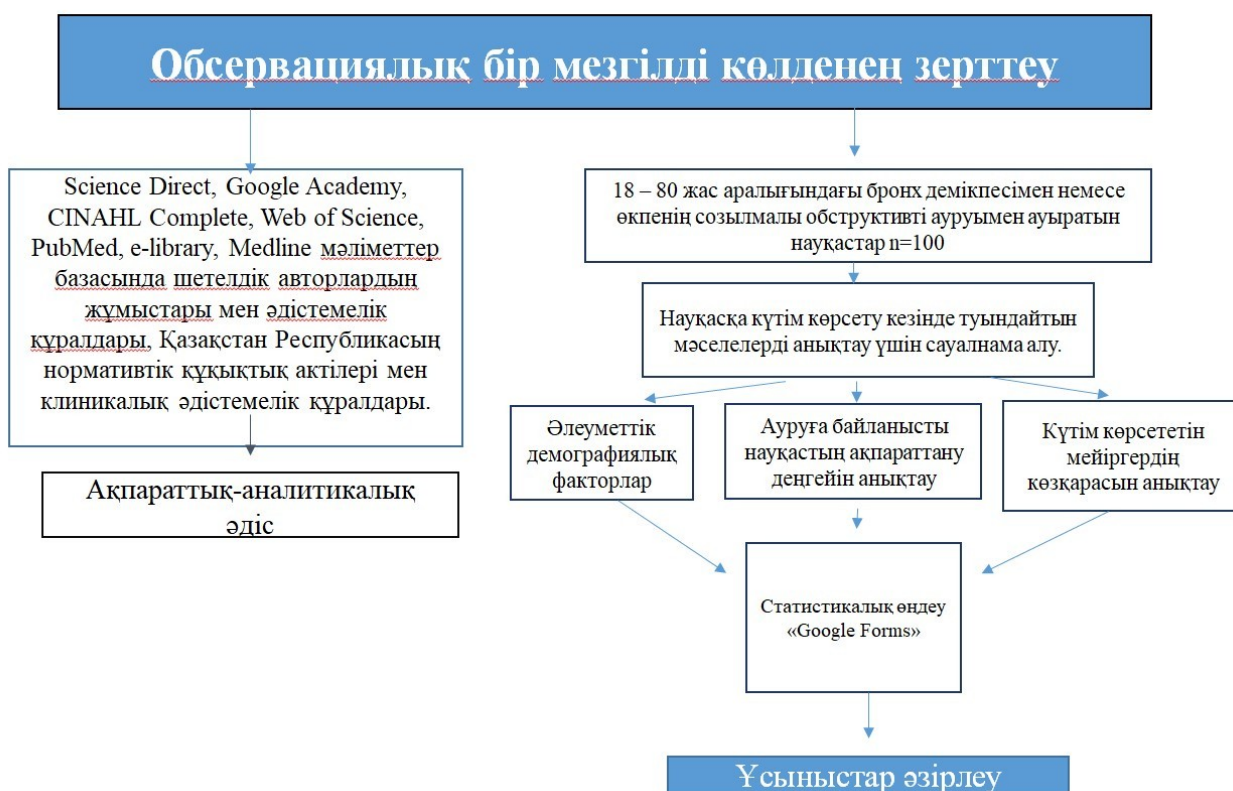 Обсервациялық бір мезгілді көлденен зерттеу
Science Direct, Google Academy,
CINAHL Complete, Web of Science,
PubMed, e-library, Medline мәліметтер
базасында шетелдік авторлардың
жұмыстары мен әдістемелік
құралдары, Қазақстан Республикасың
нормативтік құқықтық актілері мен
клиникалық әдістемелік құралдары.
Ақпараттық-аналитикалық
әдіс
18 – 80 жас аралығындағы бронх демікпесімен немесе
өкпенің созылмалы обструктивті ауруымен ауыратын
науқастар n=100
Науқасқа күтім көрсету кезінде туындайтын
мәселелерді анықтау үшін сауалнама алу.
Әлеуметтік
демографиялық
факторлар
Ауруға байланысты
науқастың ақпараттану
деңгейін анықтау
Күтім көрсететін
мейіргердің
көзқарасын анықтау
Статистикалық өңдеу
«Google Forms»
Ұсыныстар әзірлеу